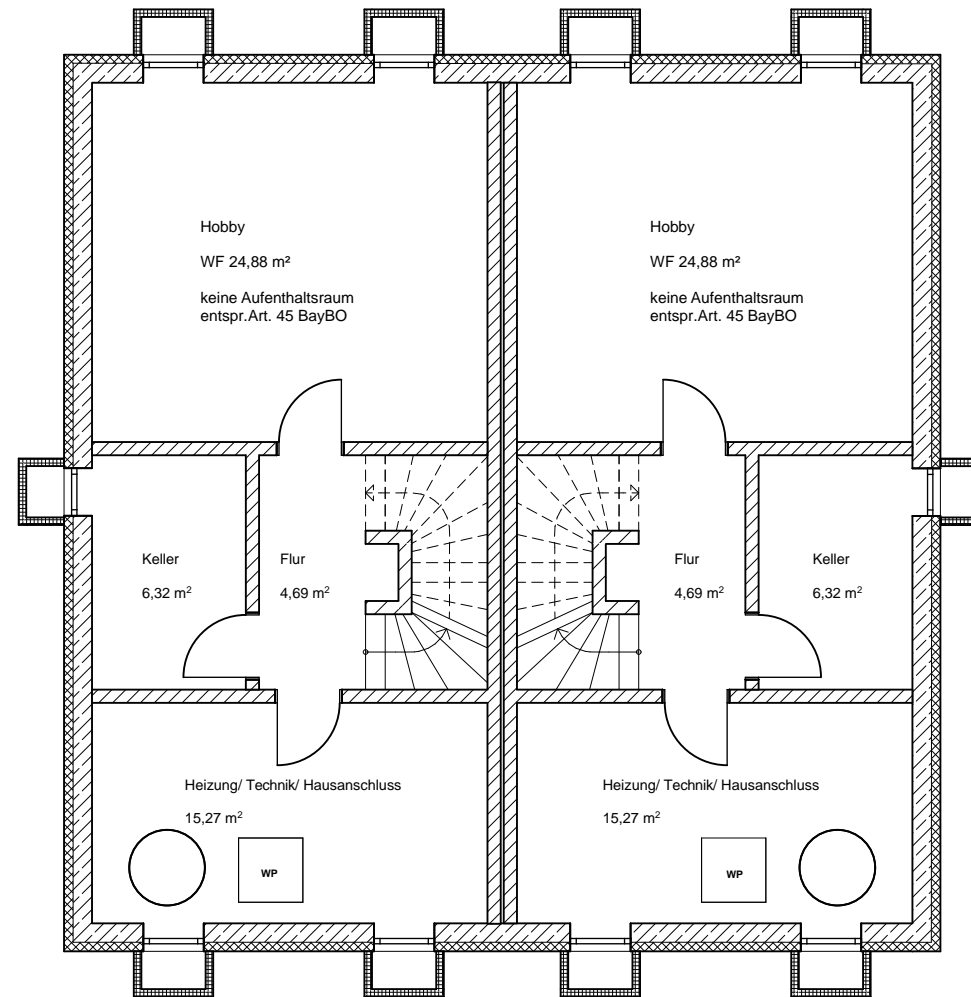 Hobby
WF 24,88 m²
keine Aufenthaltsraum
entspr.Art. 45 BayBO
Hobby
WF 24,88 m²
keine Aufenthaltsraum
entspr.Art. 45 BayBO
Keller
6,32 m²
Flur
4,69 m²
Flur
4,69 m²
Keller
6,32 m²
Heizung/ Technik/ Hausanschluss
15,27 m²
WP
Heizung/ Technik/ Hausanschluss
15,27 m²
WP